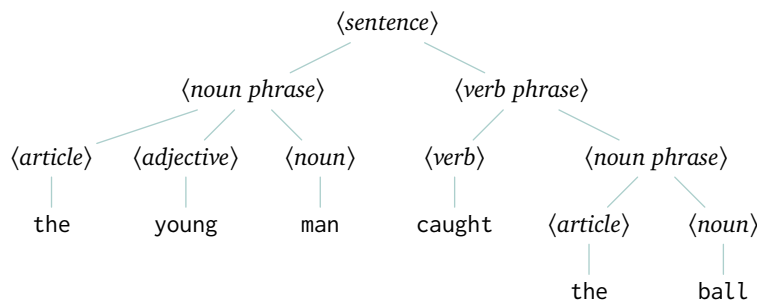 ⟨sentence⟩
⟨noun phrase⟩ ⟨verb phrase⟩
⟨article⟩ ⟨adjective⟩ ⟨noun⟩ ⟨verb⟩ ⟨noun phrase⟩
the young man caught ⟨article⟩ ⟨noun⟩
the ball